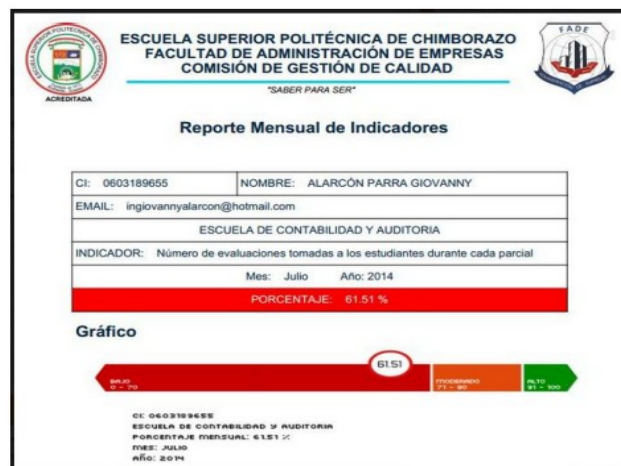 ESCUELA SUPERIOR POLITÉCNICA DE CHIMBORAZO
FACULTAD DE ADMINISTRACIÓN DE EMPRESAS
COMISIÓN DE GESTIÓN DE CALIDAD
"SABER PARA SER"
ACREDITADA
FADE
Reporte Mensual de Indicadores
CI: 0603189655 NOMBRE: ALARCÓN PARRA GIOVANNY
EMAIL: ingiovannyalarcon@hotmail.com
ESCUELA DE CONTABILIDAD Y AUDITORIA
INDICADOR: Número de evaluaciones tomadas a los estudiantes durante cada parcial
Mes: Julio Año: 2014
PORCENTAJE: 61.51 %
Gráfico
61.51
BAJO
0 - 70
MODERADO
71 - 90
ALTO
91 - 100
CI: 0603189655
ESCUELA DE CONTABILIDAD Y AUDITORIA
PORCENTAJE MENSUAL: 61.51 %
MES: JULIO
AÑO: 2014